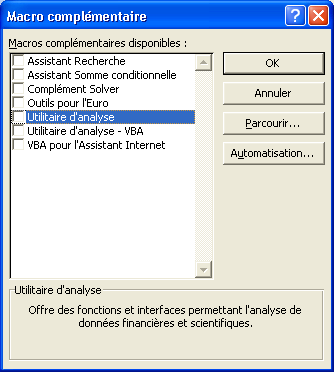 Macro complémentaire
Macros complémentaires disponibles :
Assistant Recherche
Assistant Somme conditionnelle
Complément Solver
Outils pour l'Euro
Utilitaire d'analyse
Utilitaire d'analyse - VBA
VBA pour l'Assistant Internet
OK
Annuler
Parcourir...
Automatisation...
Utilitaire d'analyse
Offre des fonctions et interfaces permettant l'analyse de
données financières et scientifiques.